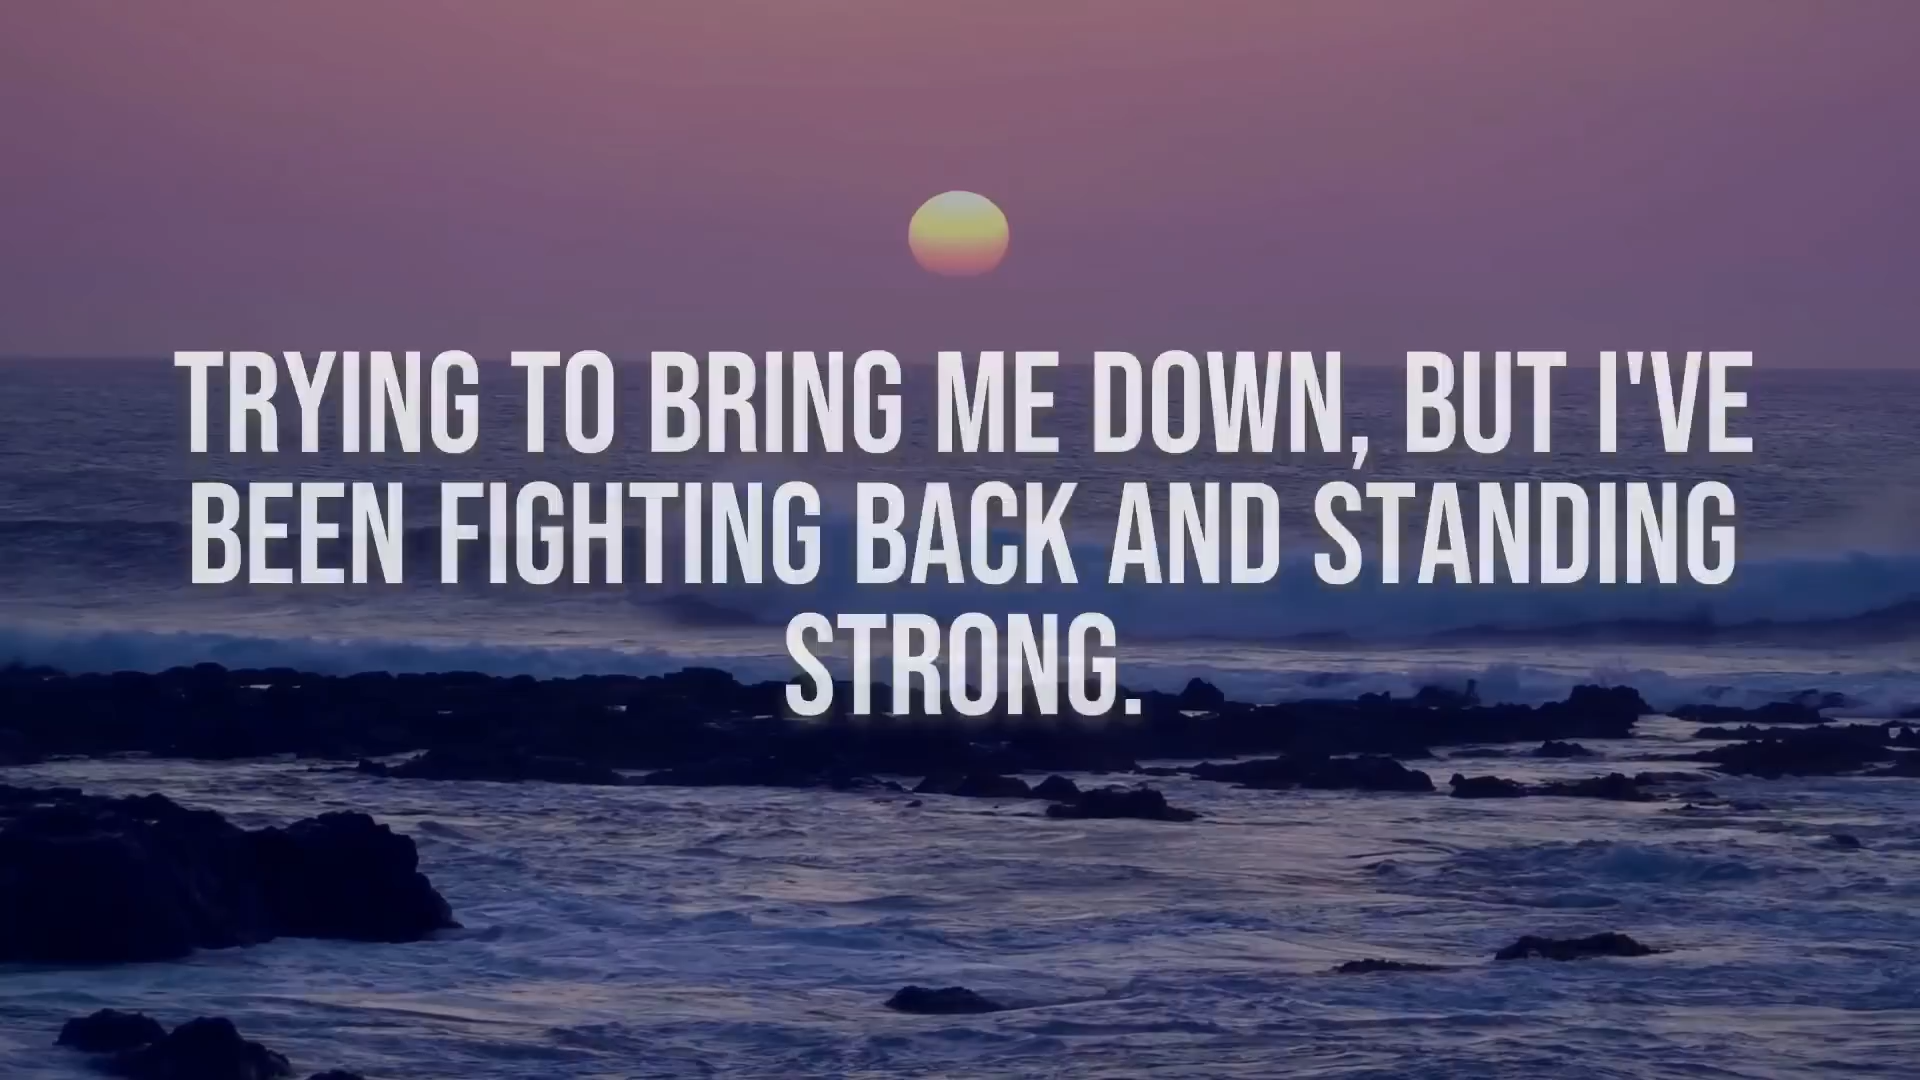 TRYING TO BRING ME DOWN, BUT I'VE
BEEN FIGHTING BACK AND STANDING
STRONG.